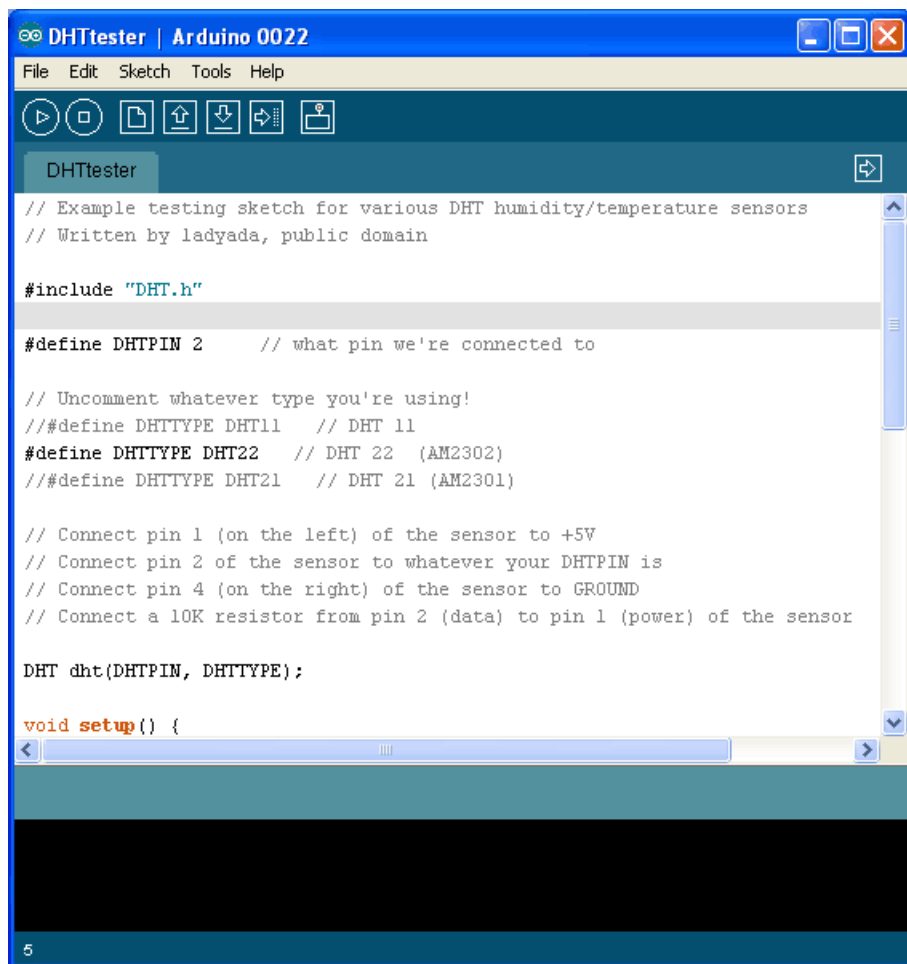 DHTtester | Arduino 0022
File Edit Sketch Tools Help
DHTtester
// Example testing sketch for various DHT humidity/temperature sensors
// Written by ladyada, public domain
#include "DHT.h"
#define DHTPIN 2     // what pin we're connected to
// Uncomment whatever type you're using!
//#define DHTTYPE DHT11   // DHT 11
#define DHTTYPE DHT22   // DHT 22  (AM2302)
//#define DHTTYPE DHT21   // DHT 21 (AM2301)
// Connect pin 1 (on the left) of the sensor to +5V
// Connect pin 2 of the sensor to whatever your DHTPIN is
// Connect pin 4 (on the right) of the sensor to GROUND
// Connect a 10K resistor from pin 2 (data) to pin 1 (power) of the sensor
DHT dht(DHTPIN, DHTTYPE);
void setup() {
5